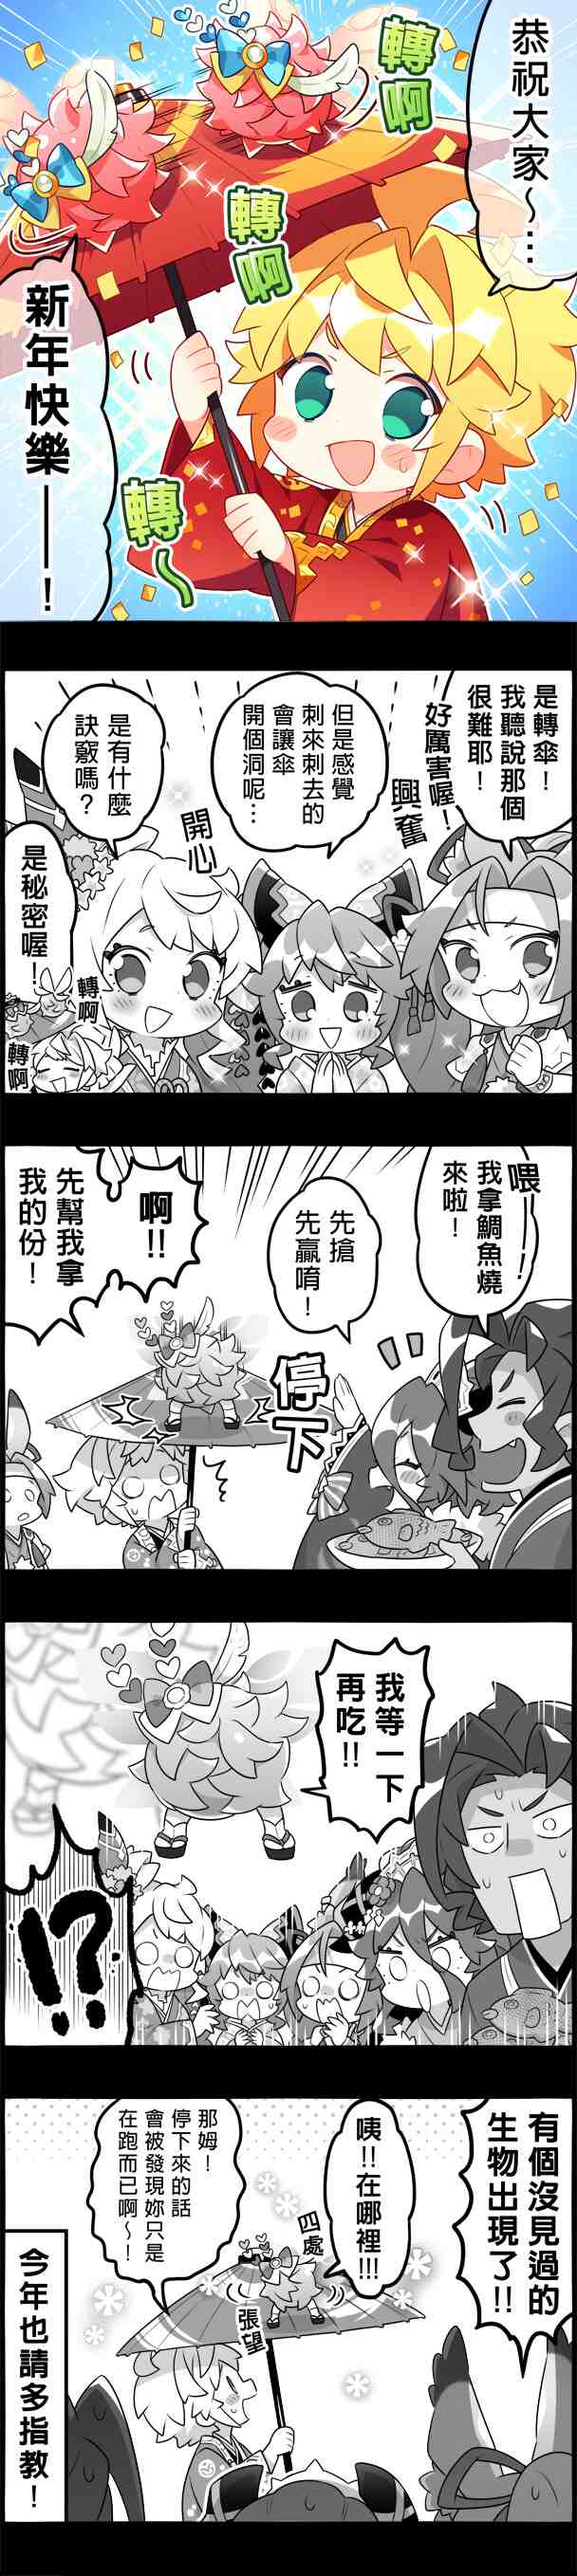 恭祝大家～…
轉啊
轉啊
轉～
新年快樂——！
是轉傘！
我聽說那個
很難耶！
好厲害喔！
興奮
但是感覺
刺來刺去的
會讓傘
開個洞呢…
開心
是有什麼
訣竅嗎？
是秘密喔！
轉啊
轉啊
喂——！
我拿鯛魚燒
來啦！
先搶
先贏唷！
停下
啊!!
先幫我拿
我的份！
我等一下
再吃!!
!?
有個沒見過的
生物出現了!!
咦!!在哪裡!!!
四處
張望
那姆！
停下來的話
會被發現妳只是
在跑而已啊～！
今年也請多指教！